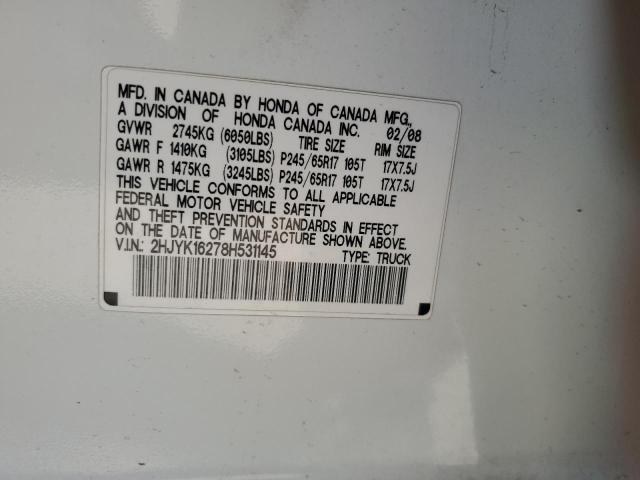 MFD. IN CANADA BY HONDA OF CANADA MFG.,
A DIVISION OF HONDA CANADA INC. 02/08
GVWR 2745KG (6050LBS) TIRE SIZE RIM SIZE
GAWR F 1410KG (3105LBS) P245/65R17 105T 17X7.5J
GAWR R 1475KG (3245LBS) P245/65R17 105T 17X7.5J
THIS VEHICLE CONFORMS TO ALL APPLICABLE
FEDERAL MOTOR VEHICLE SAFETY
AND THEFT PREVENTION STANDARDS IN EFFECT
ON THE DATE OF MANUFACTURE SHOWN ABOVE.
V.I.N.: 2HJYK16278H531145 TYPE: TRUCK